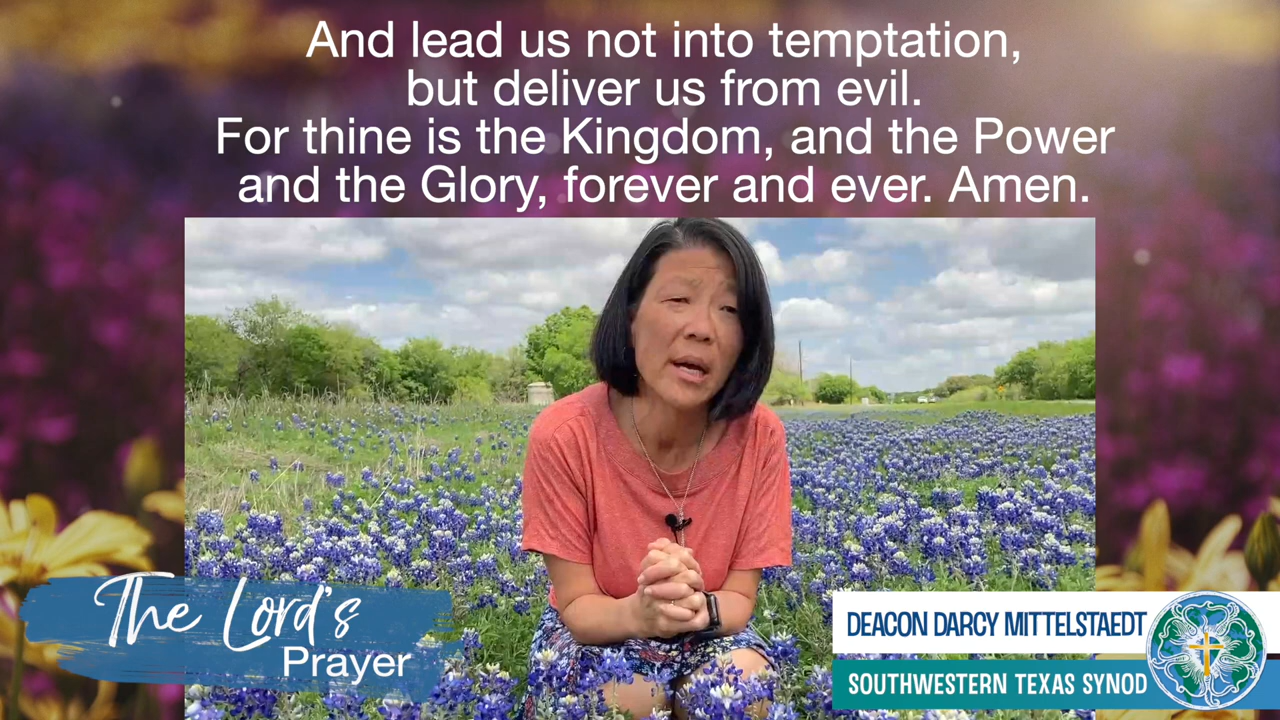 And lead us not into temptation,
but deliver us from evil.
For thine is the Kingdom, and the Power
and the Glory, forever and ever. Amen.
The Lord's
Prayer
DEACON DARCY MITTELSTAEDT
SOUTHWESTERN TEXAS SYNOD